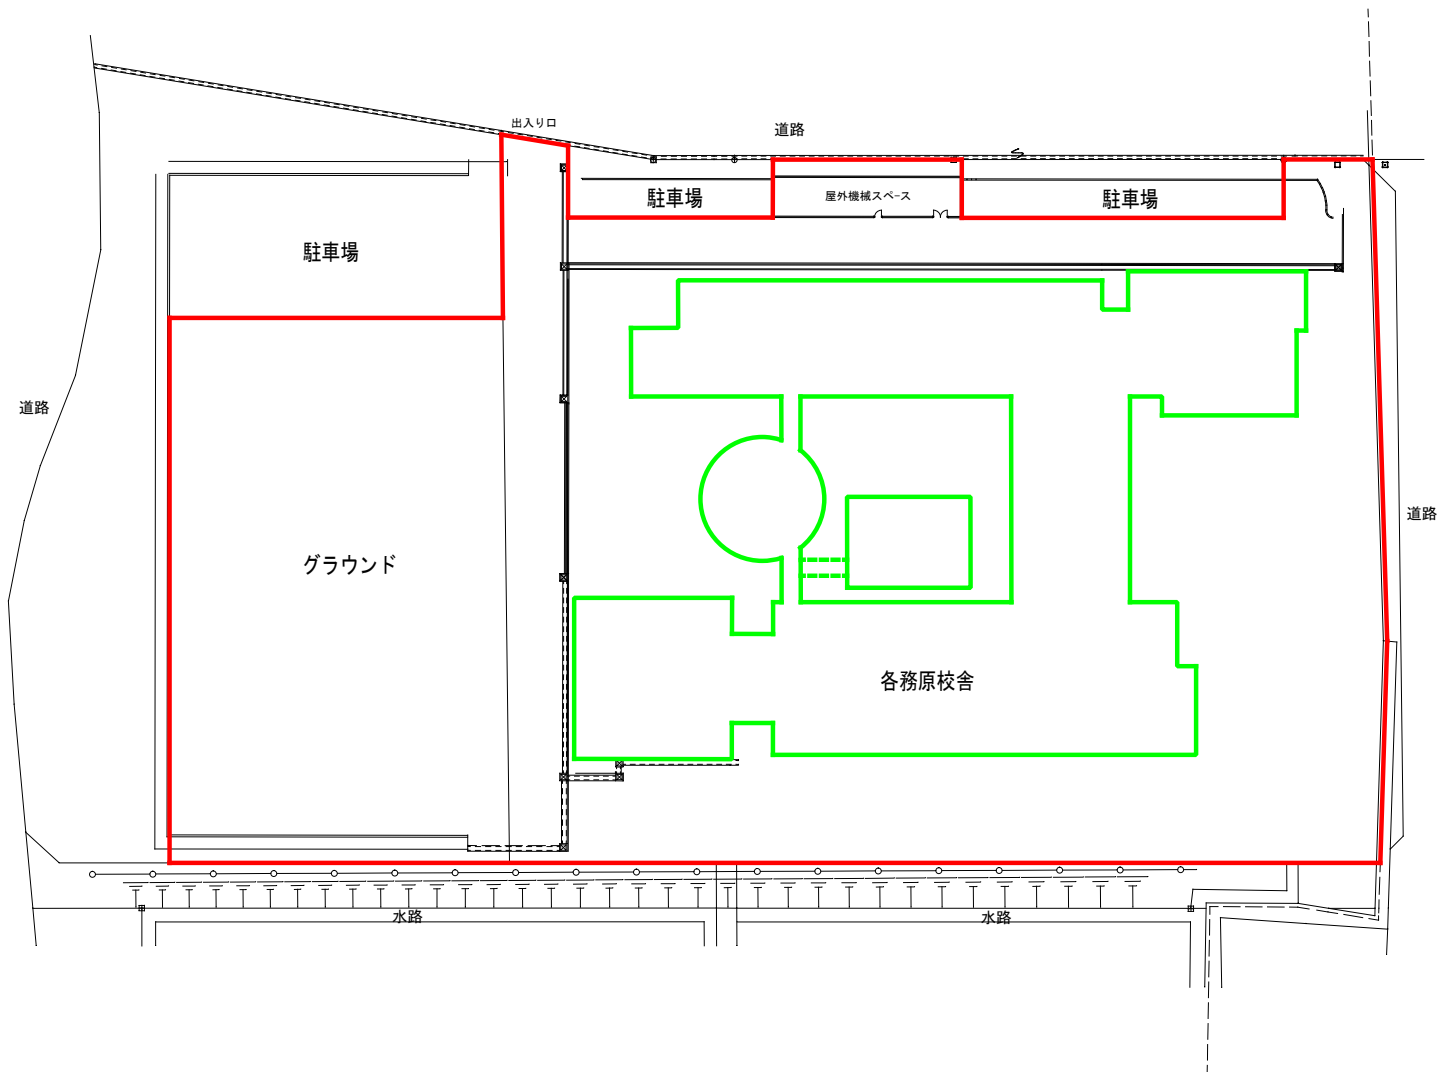 出入り口
道路
駐車場
屋外機械スペース
駐車場
駐車場
道路
道路
グラウンド
各務原校舎
水路
水路